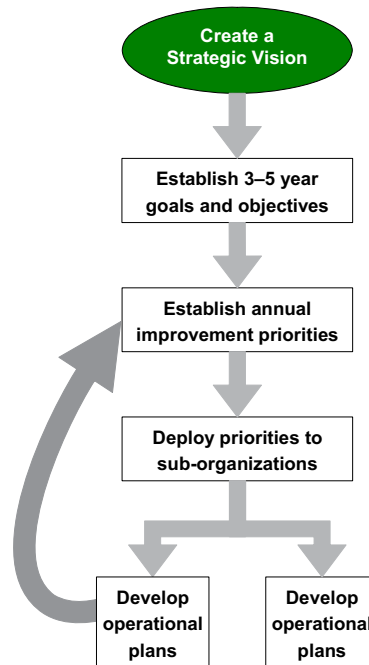 Create a
Strategic Vision
Establish 3–5 year
goals and objectives
Establish annual
improvement priorities
Deploy priorities to
sub-organizations
Develop
operational
plans
Develop
operational
plans